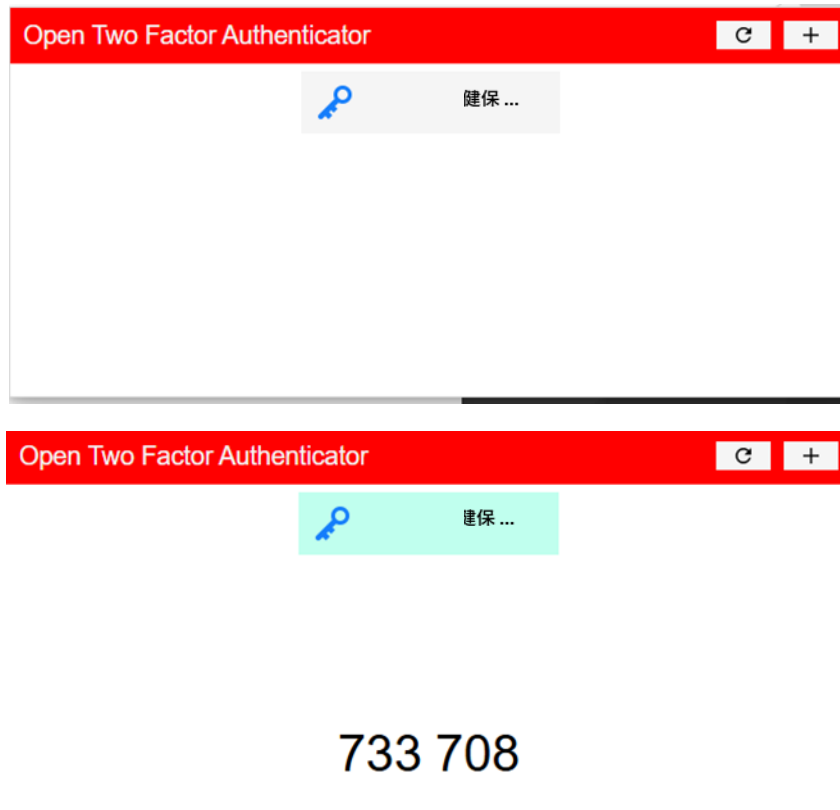 Open Two Factor Authenticator
健保 ...
Open Two Factor Authenticator
健保 ...
733 708